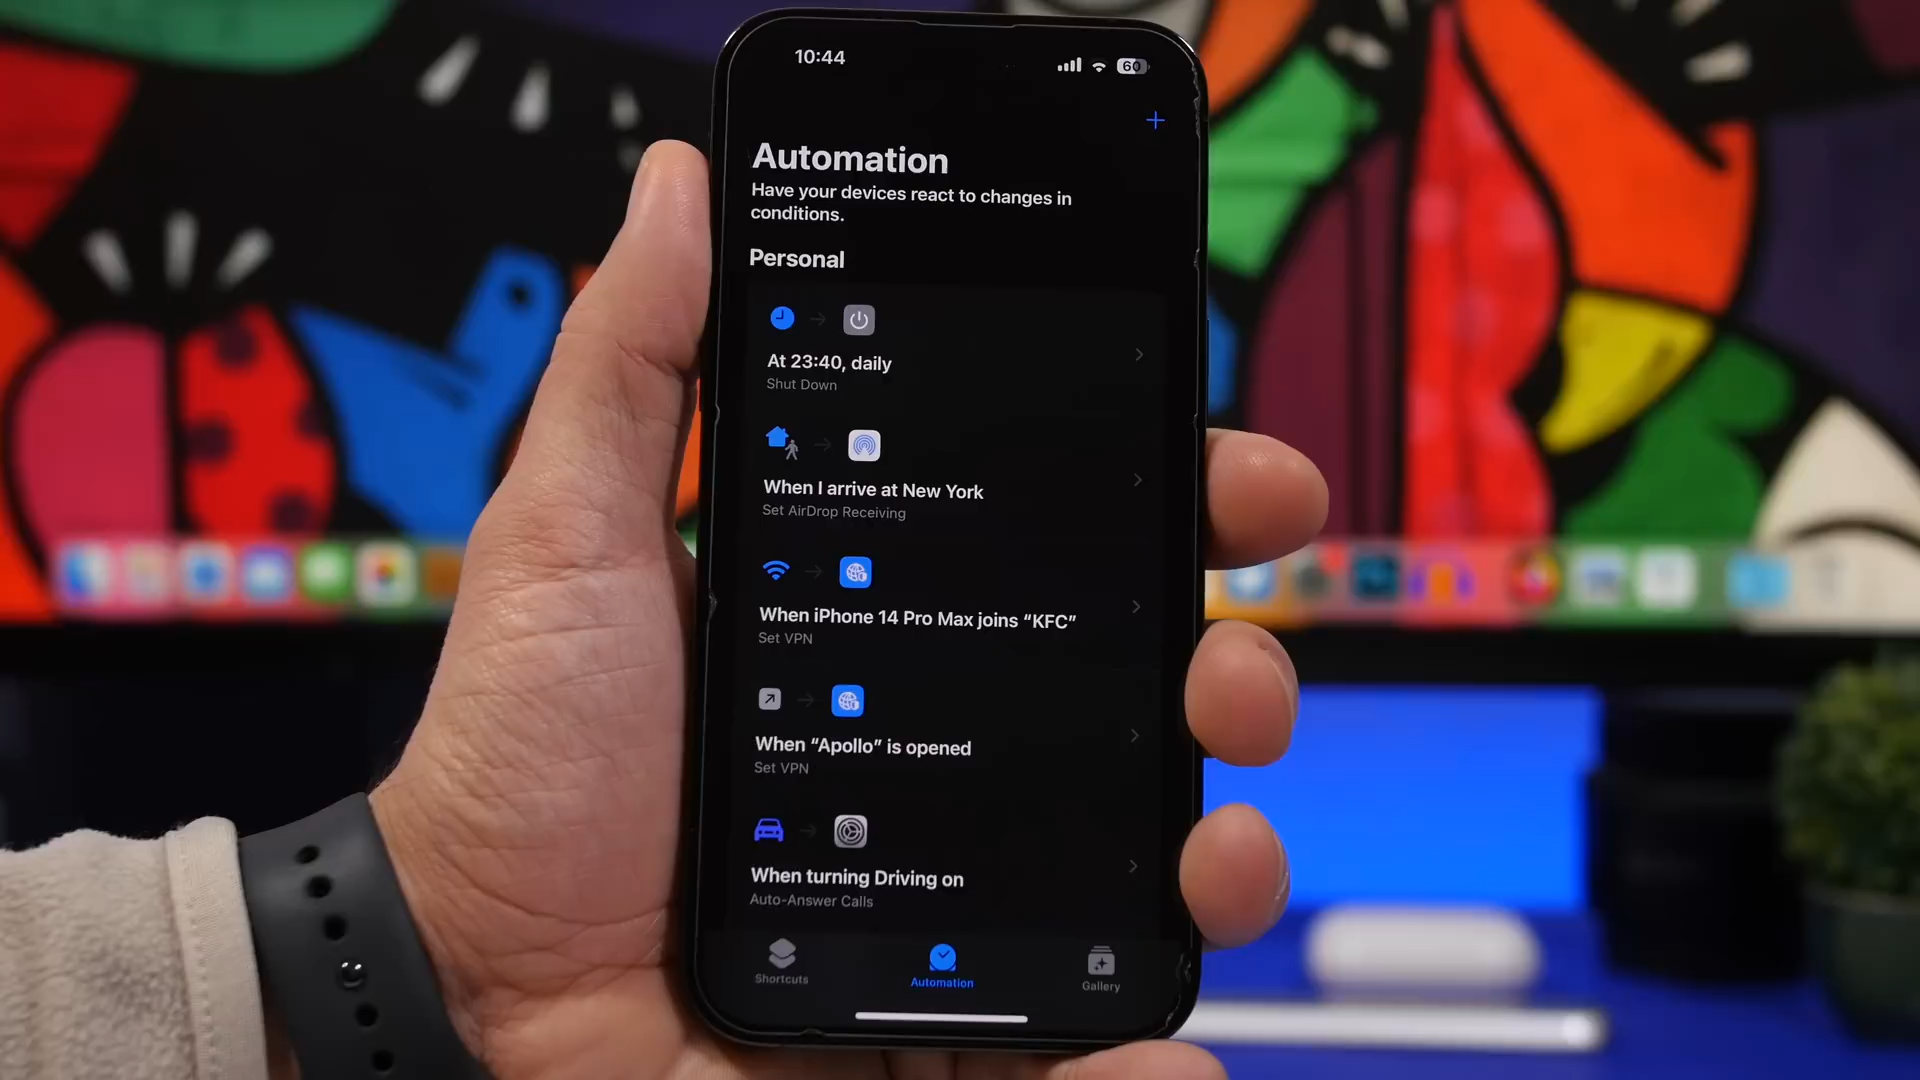 10:44
60
Automation
Have your devices react to changes in
conditions.
Personal
At 23:40, daily
Shut Down
When I arrive at New York
Set AirDrop Receiving
When iPhone 14 Pro Max joins “KFC”
Set VPN
When “Apollo” is opened
Set VPN
When turning Driving on
Auto-Answer Calls
Shortcuts
Automation
Gallery